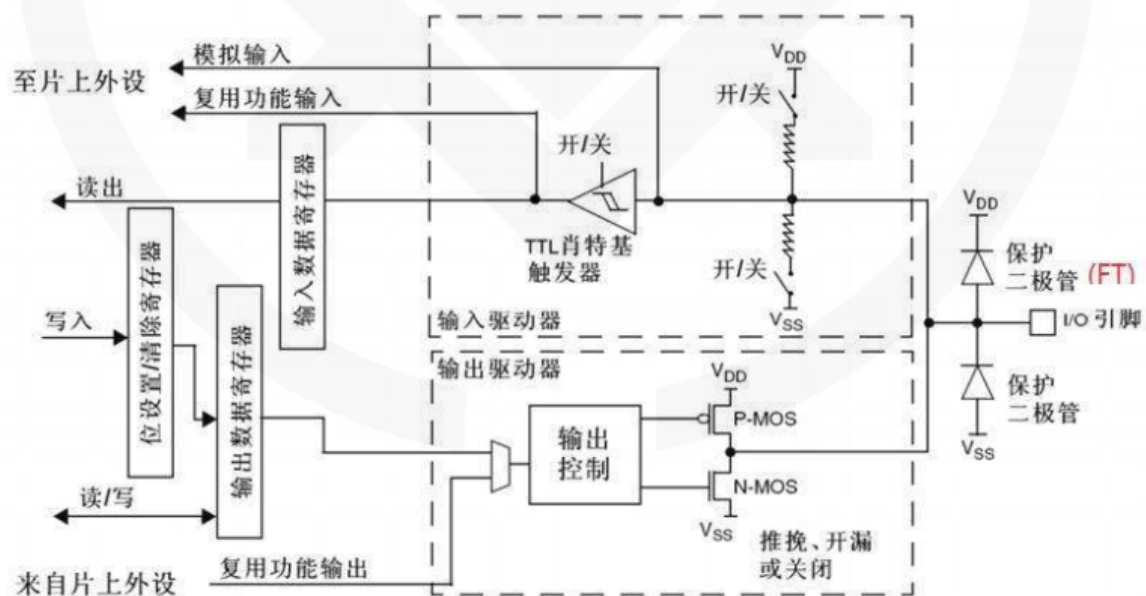 模拟输入
至片上外设
复用功能输入
读出
输入数据寄存器
开/关
TTL肖特基
触发器
V_DD
开/关
开/关
V_SS
输入驱动器
V_DD
保护
二极管 (FT)
I/O 引脚
保护
二极管
V_SS
写入
位设置/清除寄存器
输出数据寄存器
读/写
输出驱动器
输出
控制
V_DD
P-MOS
N-MOS
V_SS
推挽、开漏
或关闭
复用功能输出
来自片上外设